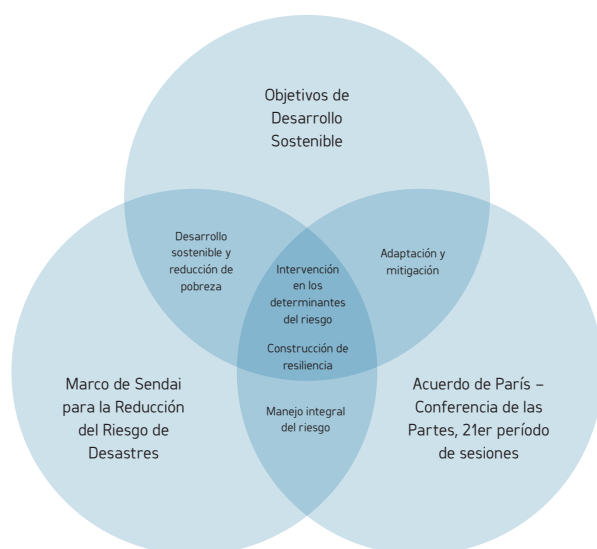 Objetivos de
Desarrollo
Sostenible
Desarrollo
sostenible y
reducción de
pobreza
Intervención
en los
determinantes
del riesgo
Construcción de
resiliencia
Adaptación y
mitigación
Marco de Sendai
para la Reducción
del Riesgo de
Desastres
Manejo integral
del riesgo
Acuerdo de París –
Conferencia de las
Partes, 21er período
de sesiones